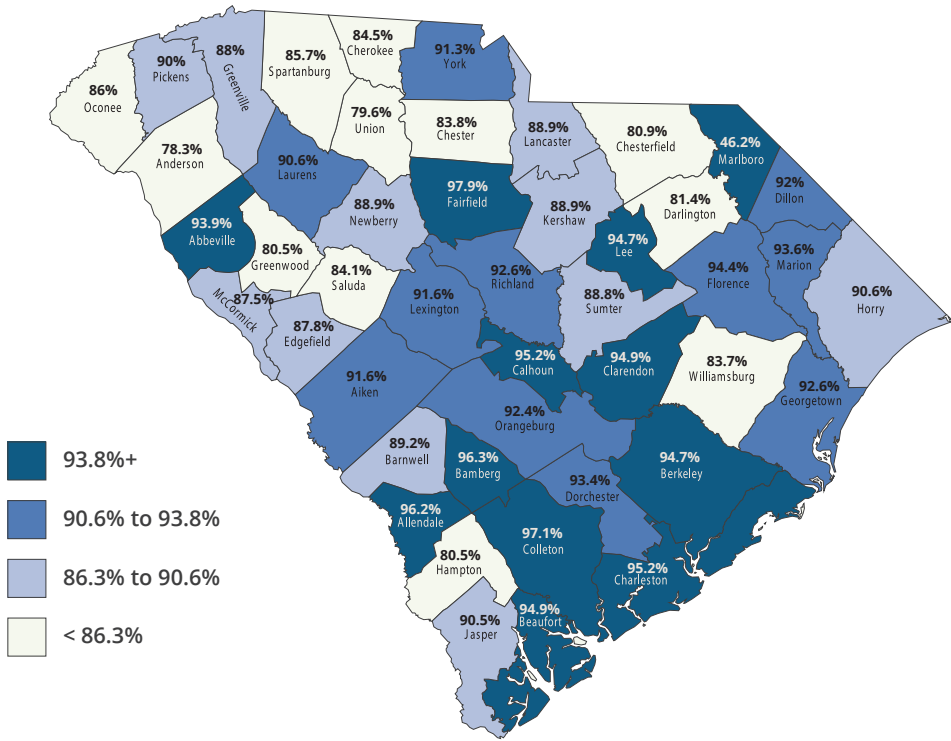 84.5%
Cherokee
88%
Greenville
85.7%
Spartanburg
91.3%
York
90%
Pickens
86%
Oconee
79.6%
Union
83.8%
Chester
88.9%
Lancaster
80.9%
Chesterfield
46.2%
Marlboro
78.3%
Anderson
90.6%
Laurens
92%
Dillon
97.9%
Fairfield
88.9%
Newberry
88.9%
Kershaw
81.4%
Darlington
93.9%
Abbeville
80.5%
Greenwood
94.7%
Lee
93.6%
Marion
84.1%
Saluda
92.6%
Richland
94.4%
Florence
87.5%
McCormick
91.6%
Lexington
88.8%
Sumter
90.6%
Horry
87.8%
Edgefield
95.2%
Calhoun
94.9%
Clarendon
83.7%
Williamsburg
91.6%
Aiken
92.6%
Georgetown
92.4%
Orangeburg
89.2%
Barnwell
96.3%
Bamberg
94.7%
Berkeley
93.4%
Dorchester
96.2%
Allendale
97.1%
Colleton
80.5%
Hampton
95.2%
Charleston
94.9%
Beaufort
90.5%
Jasper
93.8%+
90.6% to 93.8%
86.3% to 90.6%
< 86.3%